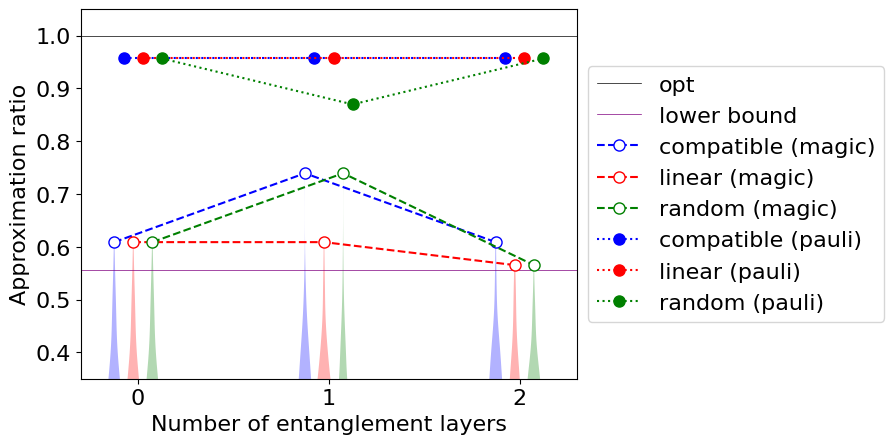 Approximation ratio
1.0
0.9
0.8
0.7
0.6
0.5
0.4
0
1
2
Number of entanglement layers
opt
lower bound
compatible (magic)
linear (magic)
random (magic)
compatible (pauli)
linear (pauli)
random (pauli)